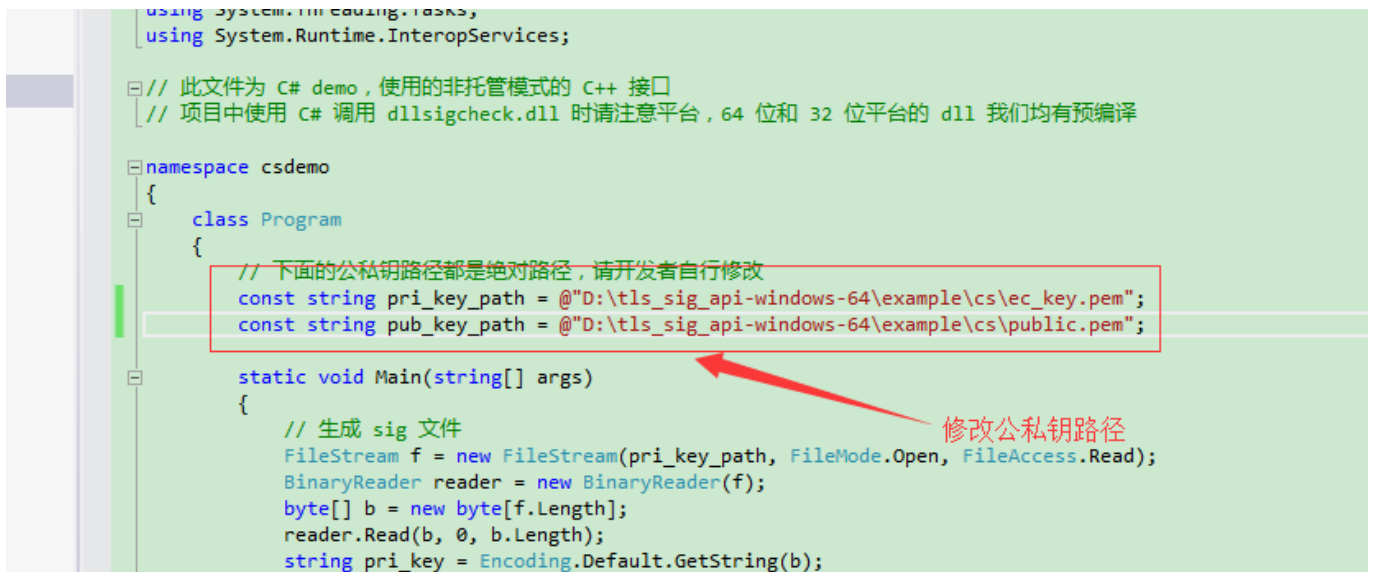 using System.Threading.Tasks;
using System.Runtime.InteropServices;
// 此文件为 C# demo，使用的非托管模式的 C++ 接口
// 项目中使用 C# 调用 dllsigcheck.dll 时请注意平台，64 位和 32 位平台的 dll 我们均有预编译
namespace csdemo
{
class Program
{
// 下面的公私钥路径都是绝对路径，请开发者自行修改
const string pri_key_path = @"D:\tls_sig_api-windows-64\example\cs\ec_key.pem";
const string pub_key_path = @"D:\tls_sig_api-windows-64\example\cs\public.pem";
static void Main(string[] args)
{
// 生成 sig 文件
修改公私钥路径
FileStream f = new FileStream(pri_key_path, FileMode.Open, FileAccess.Read);
BinaryReader reader = new BinaryReader(f);
byte[] b = new byte[f.Length];
reader.Read(b, 0, b.Length);
string pri_key = Encoding.Default.GetString(b);